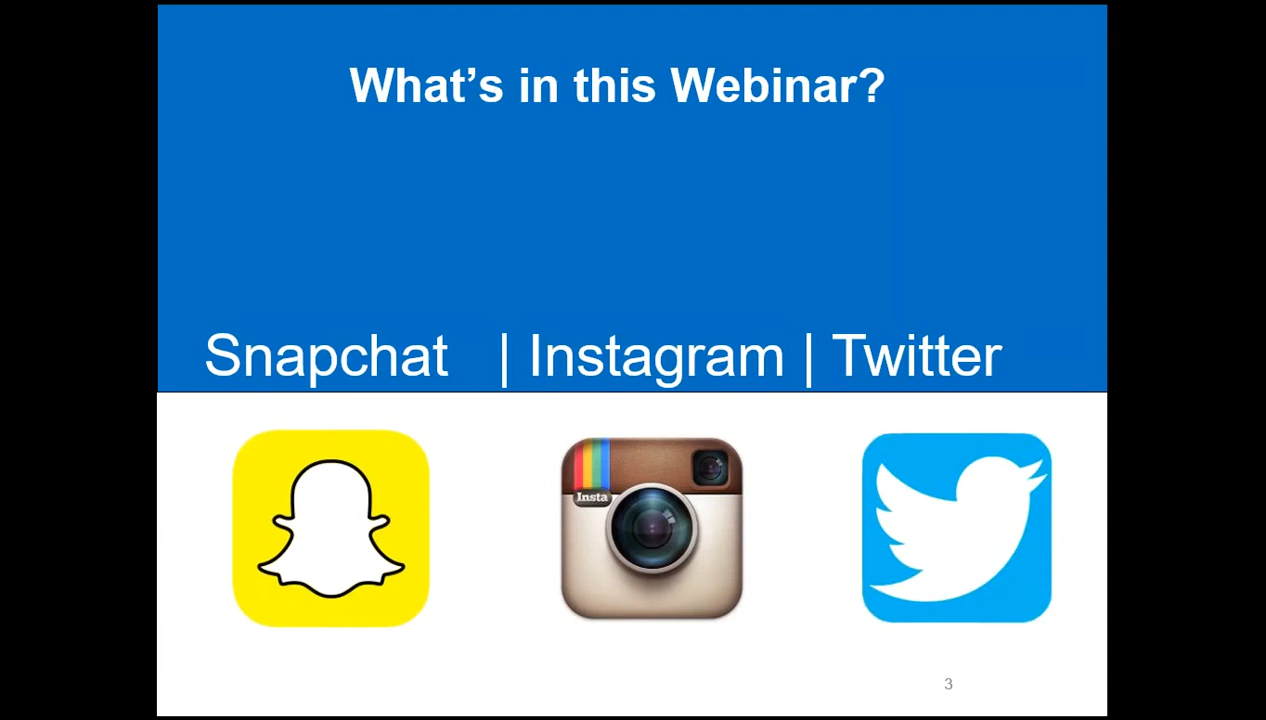 What’s in this Webinar?
Snapchat | Instagram | Twitter
Insta
3